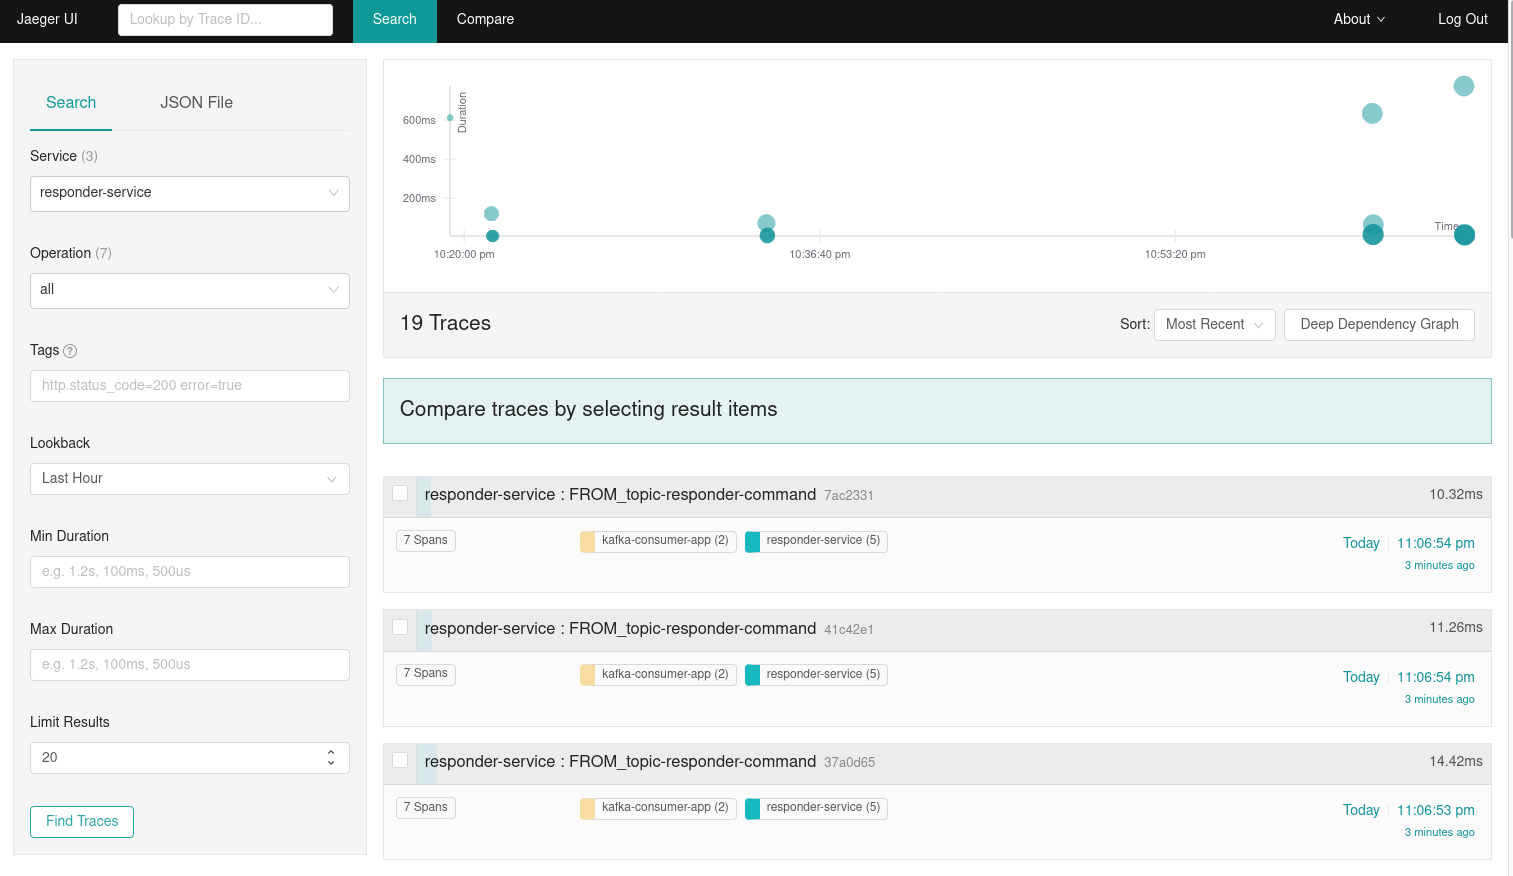 Jaeger UI
Lookup by Trace ID...
Search
Compare
About
Log Out
Search
JSON File
Service (3)
responder-service
Operation (7)
all
Tags ?
http.status_code=200 error=true
Lookback
Last Hour
Min Duration
e.g. 1.2s, 100ms, 500us
Max Duration
e.g. 1.2s, 100ms, 500us
Limit Results
20
Find Traces
Duration
600ms
400ms
200ms
Time
10:20:00 pm
10:36:40 pm
10:53:20 pm
19 Traces
Sort: Most Recent
Deep Dependency Graph
Compare traces by selecting result items
responder-service : FROM_topic-responder-command 7ac2331
10.32ms
7 Spans
kafka-consumer-app (2)
responder-service (5)
Today 11:06:54 pm
3 minutes ago
responder-service : FROM_topic-responder-command 41c42e1
11.26ms
7 Spans
kafka-consumer-app (2)
responder-service (5)
Today 11:06:54 pm
3 minutes ago
responder-service : FROM_topic-responder-command 37a0d65
14.42ms
7 Spans
kafka-consumer-app (2)
responder-service (5)
Today 11:06:53 pm
3 minutes ago